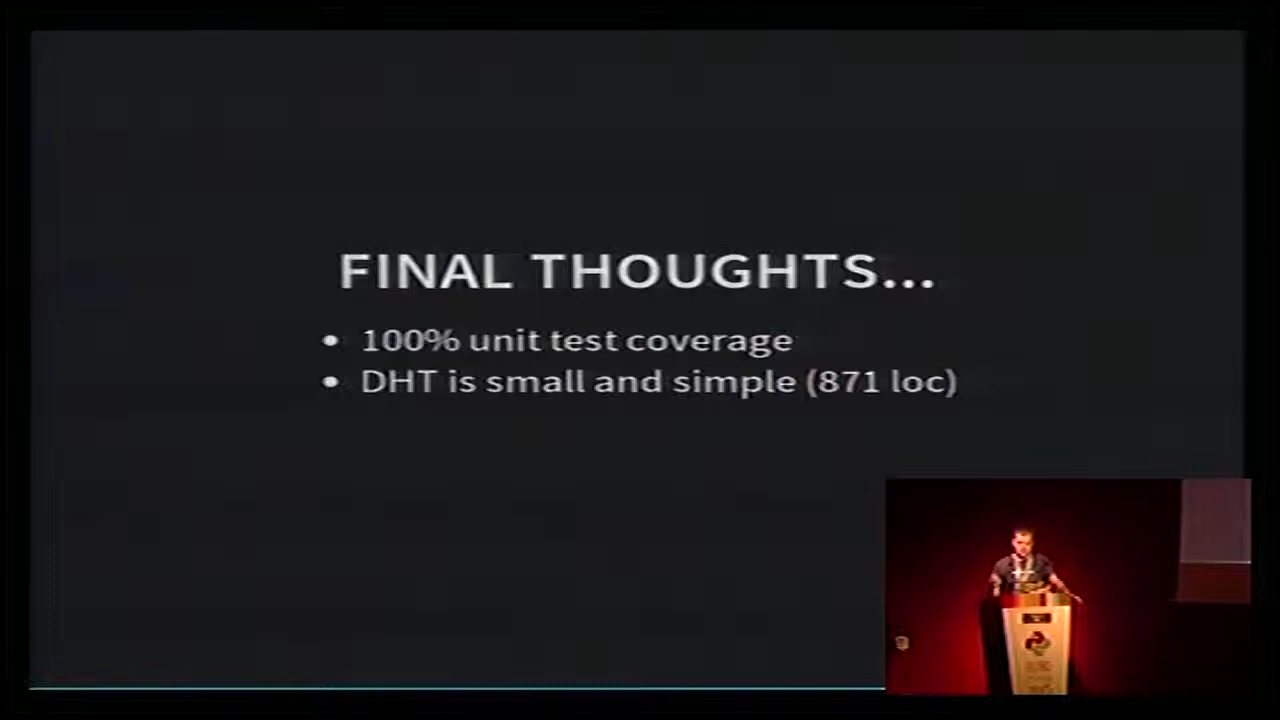 FINAL THOUGHTS...
• 100% unit test coverage
• DHT is small and simple (871 loc)